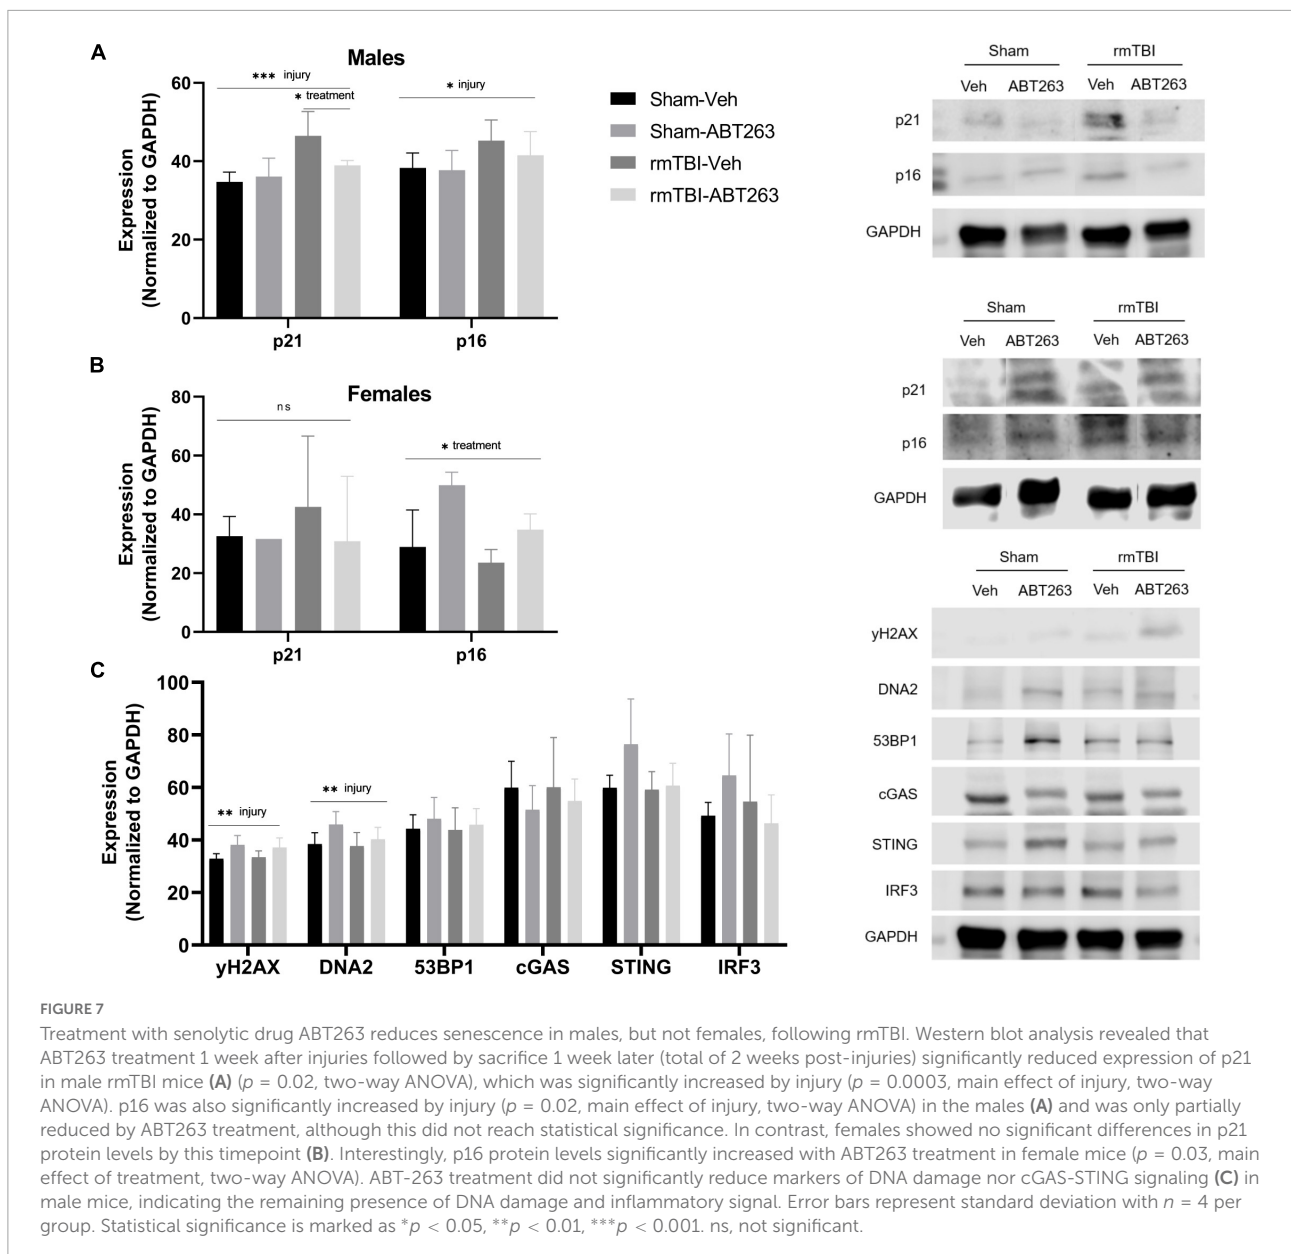 A
Males
*** injury
* treatment
* injury
60
40
20
0
Expression
(Normalized to GAPDH)
p21 p16
Sham-Veh
Sham-ABT263
rmTBI-Veh
rmTBI-ABT263
Sham rmTBI
Veh ABT263 Veh ABT263
p21
p16
GAPDH
B
Females
ns
* treatment
80
60
40
20
0
Expression
(Normalized to GAPDH)
p21 p16
Sham rmTBI
Veh ABT263 Veh ABT263
p21
p16
GAPDH
C
** injury
** injury
100
80
60
40
20
0
Expression
(Normalized to GAPDH)
yH2AX DNA2 53BP1 cGAS STING IRF3
Sham rmTBI
Veh ABT263 Veh ABT263
yH2AX
DNA2
53BP1
cGAS
STING
IRF3
GAPDH
FIGURE 7
Treatment with senolytic drug ABT263 reduces senescence in males, but not females, following rmTBI. Western blot analysis revealed that
ABT263 treatment 1 week after injuries followed by sacrifice 1 week later (total of 2 weeks post-injuries) significantly reduced expression of p21
in male rmTBI mice (A) (p = 0.02, two-way ANOVA), which was significantly increased by injury (p = 0.0003, main effect of injury, two-way
ANOVA). p16 was also significantly increased by injury (p = 0.02, main effect of injury, two-way ANOVA) in the males (A) and was only partially
reduced by ABT263 treatment, although this did not reach statistical significance. In contrast, females showed no significant differences in p21
protein levels by this timepoint (B). Interestingly, p16 protein levels significantly increased with ABT263 treatment in female mice (p = 0.03, main
effect of treatment, two-way ANOVA). ABT-263 treatment did not significantly reduce markers of DNA damage nor cGAS-STING signaling (C) in
male mice, indicating the remaining presence of DNA damage and inflammatory signal. Error bars represent standard deviation with n = 4 per
group. Statistical significance is marked as *p < 0.05, **p < 0.01, ***p < 0.001. ns, not significant.